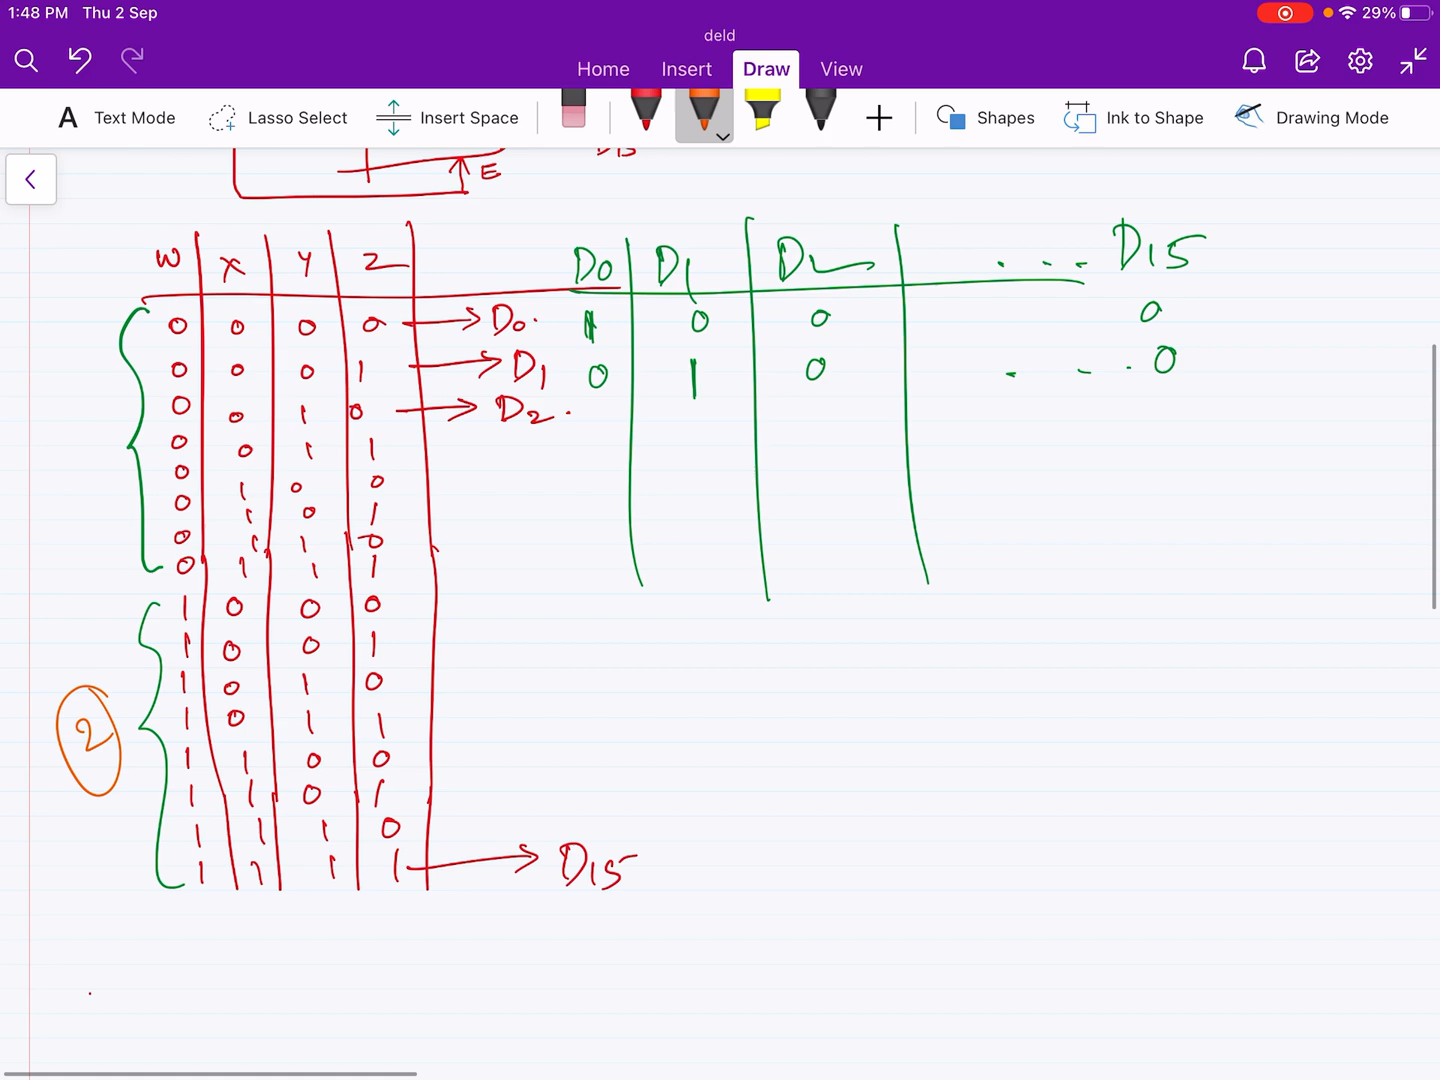 1:48 PM Thu 2 Sep 29%
deld
Home Insert Draw View
A Text Mode Lasso Select Insert Space Shapes Ink to Shape Drawing Mode
E D15
W X Y Z D0 D1 D2 . . . . D15
0 0 0 0 → D0. 1 0 0 0
0 0 0 1 → D1 0 1 0 . - . 0
0 0 1 0 → D2.
0 0 1 1
0 1 0 0
0 1 0 1
0 1 1 0
0 1 1 1
1 0 0 0
1 0 0 1
1 0 1 0
2 1 0 1 1
1 1 0 0
1 1 0 1
1 1 1 0
1 1 1 1 → D15